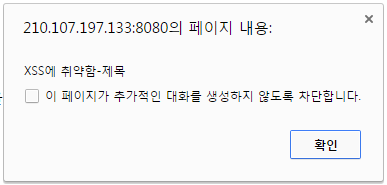 210.107.197.133:8080의 페이지 내용:
XSS에 취약함-제목
이 페이지가 추가적인 대화를 생성하지 않도록 차단합니다.
확인